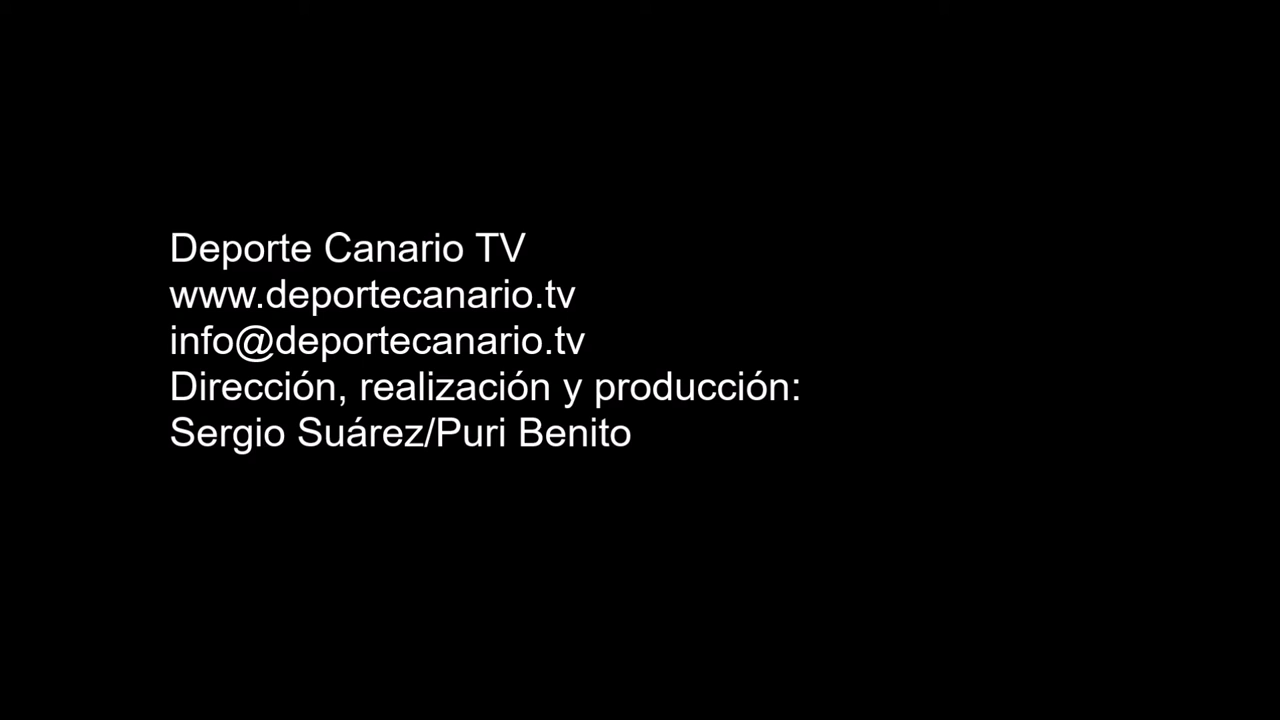 Deporte Canario TV
www.deportecanario.tv
info@deportecanario.tv
Dirección, realización y producción:
Sergio Suárez/Puri Benito